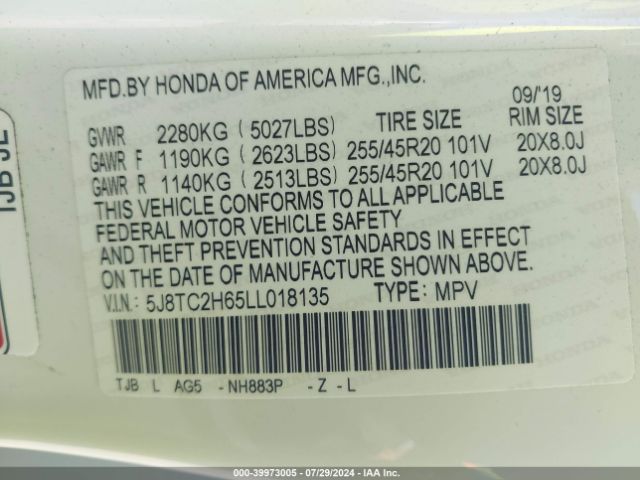 MFD.BY HONDA OF AMERICA MFG.,INC.
09/'19
GVWR 2280KG ( 5027LBS) TIRE SIZE RIM SIZE
GAWR F 1190KG ( 2623LBS) 255/45R20 101V 20X8.0J
GAWR R 1140KG ( 2513LBS) 255/45R20 101V 20X8.0J
THIS VEHICLE CONFORMS TO ALL APPLICABLE
FEDERAL MOTOR VEHICLE SAFETY
AND THEFT PREVENTION STANDARDS IN EFFECT
ON THE DATE OF MANUFACTURE SHOWN ABOVE.
V.I.N: 5J8TC2H65LL018135 TYPE: MPV
TJB L AG5 - NH883P - Z - L
TJB
000-39973005 - 07/29/2024 - IAA Inc.